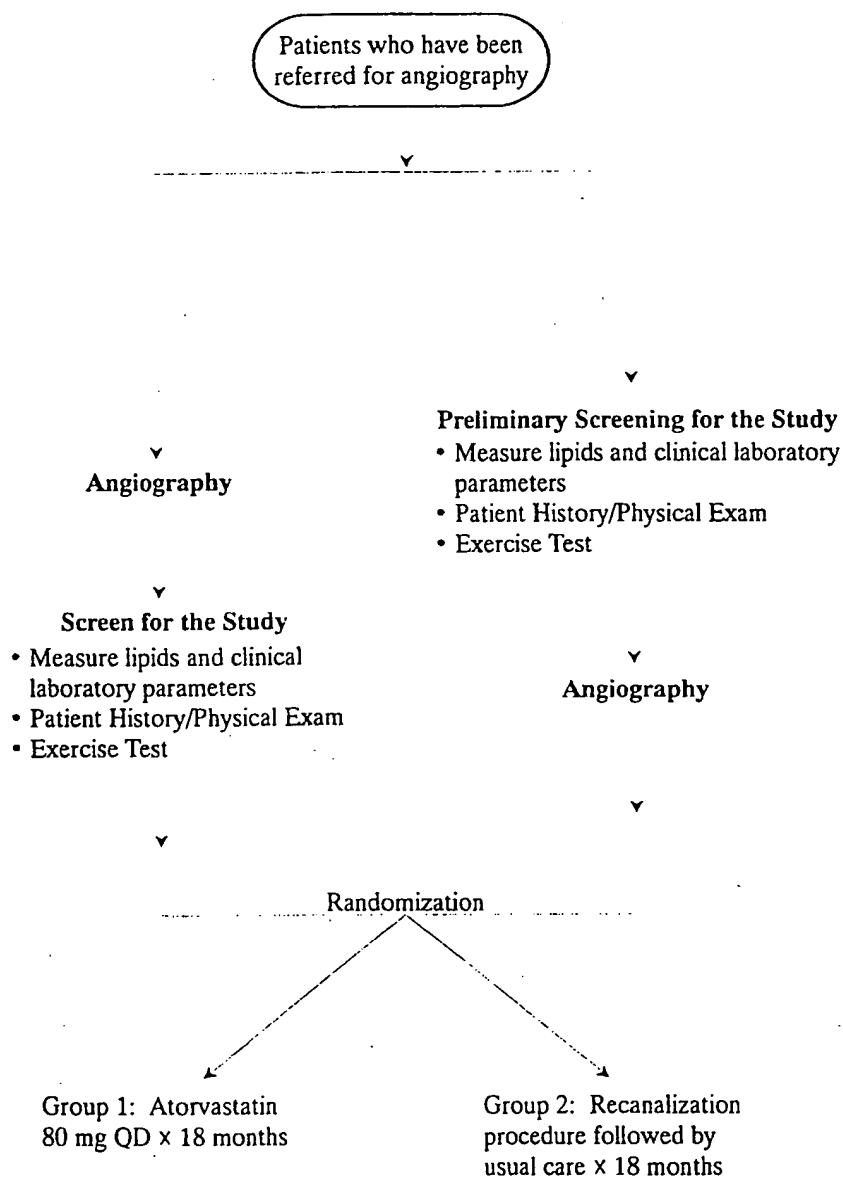 Patients who have been
referred for angiography
Angiography
Screen for the Study
• Measure lipids and clinical
laboratory parameters
• Patient History/Physical Exam
• Exercise Test
Preliminary Screening for the Study
• Measure lipids and clinical laboratory
parameters
• Patient History/Physical Exam
• Exercise Test
Angiography
Randomization
Group 1: Atorvastatin
80 mg QD × 18 months
Group 2: Recanalization
procedure followed by
usual care × 18 months